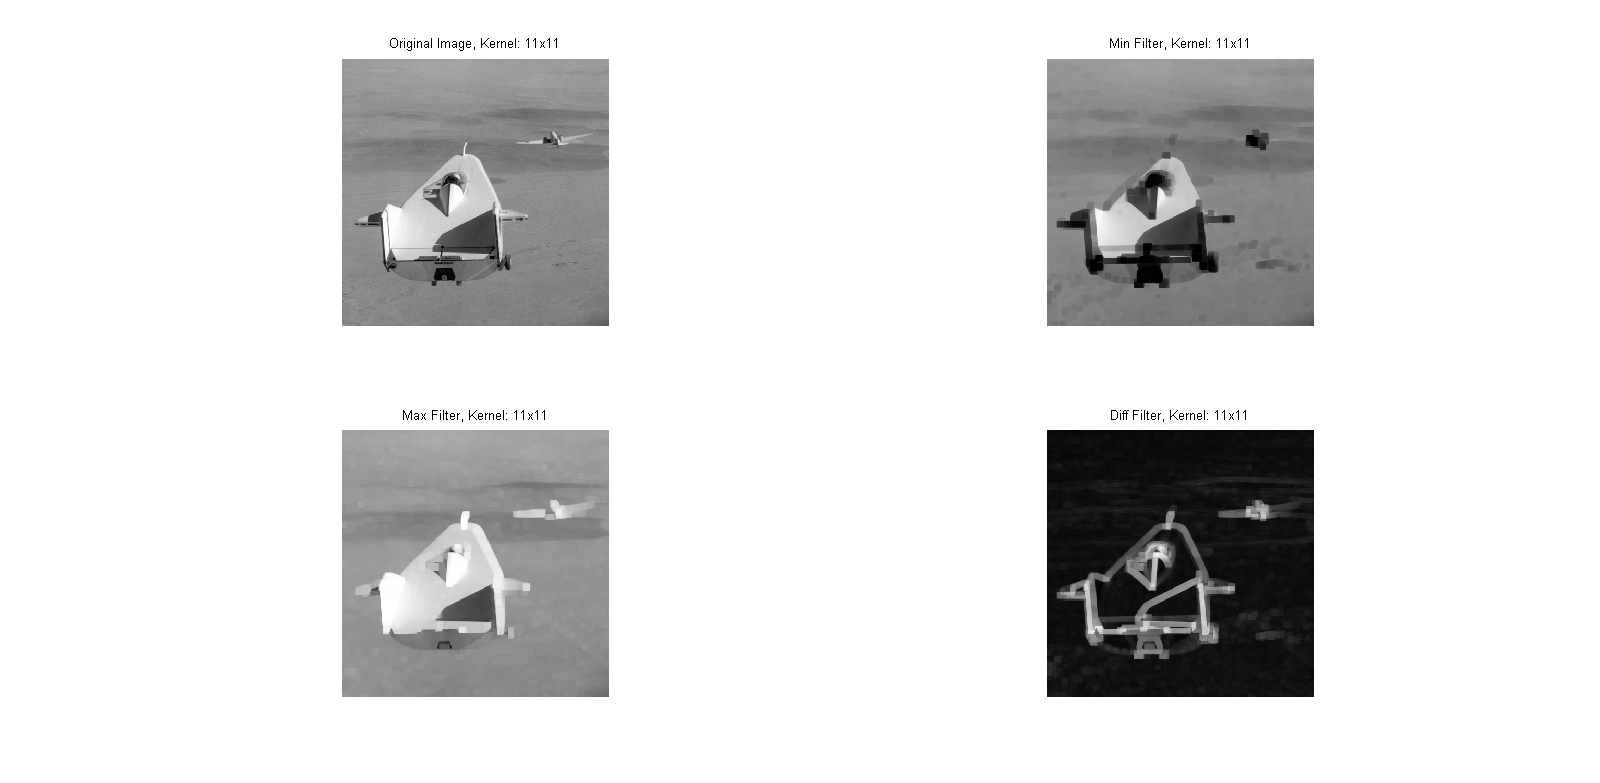 Original Image, Kernel: 11x11
Min Filter, Kernel: 11x11
Max Filter, Kernel: 11x11
Diff Filter, Kernel: 11x11